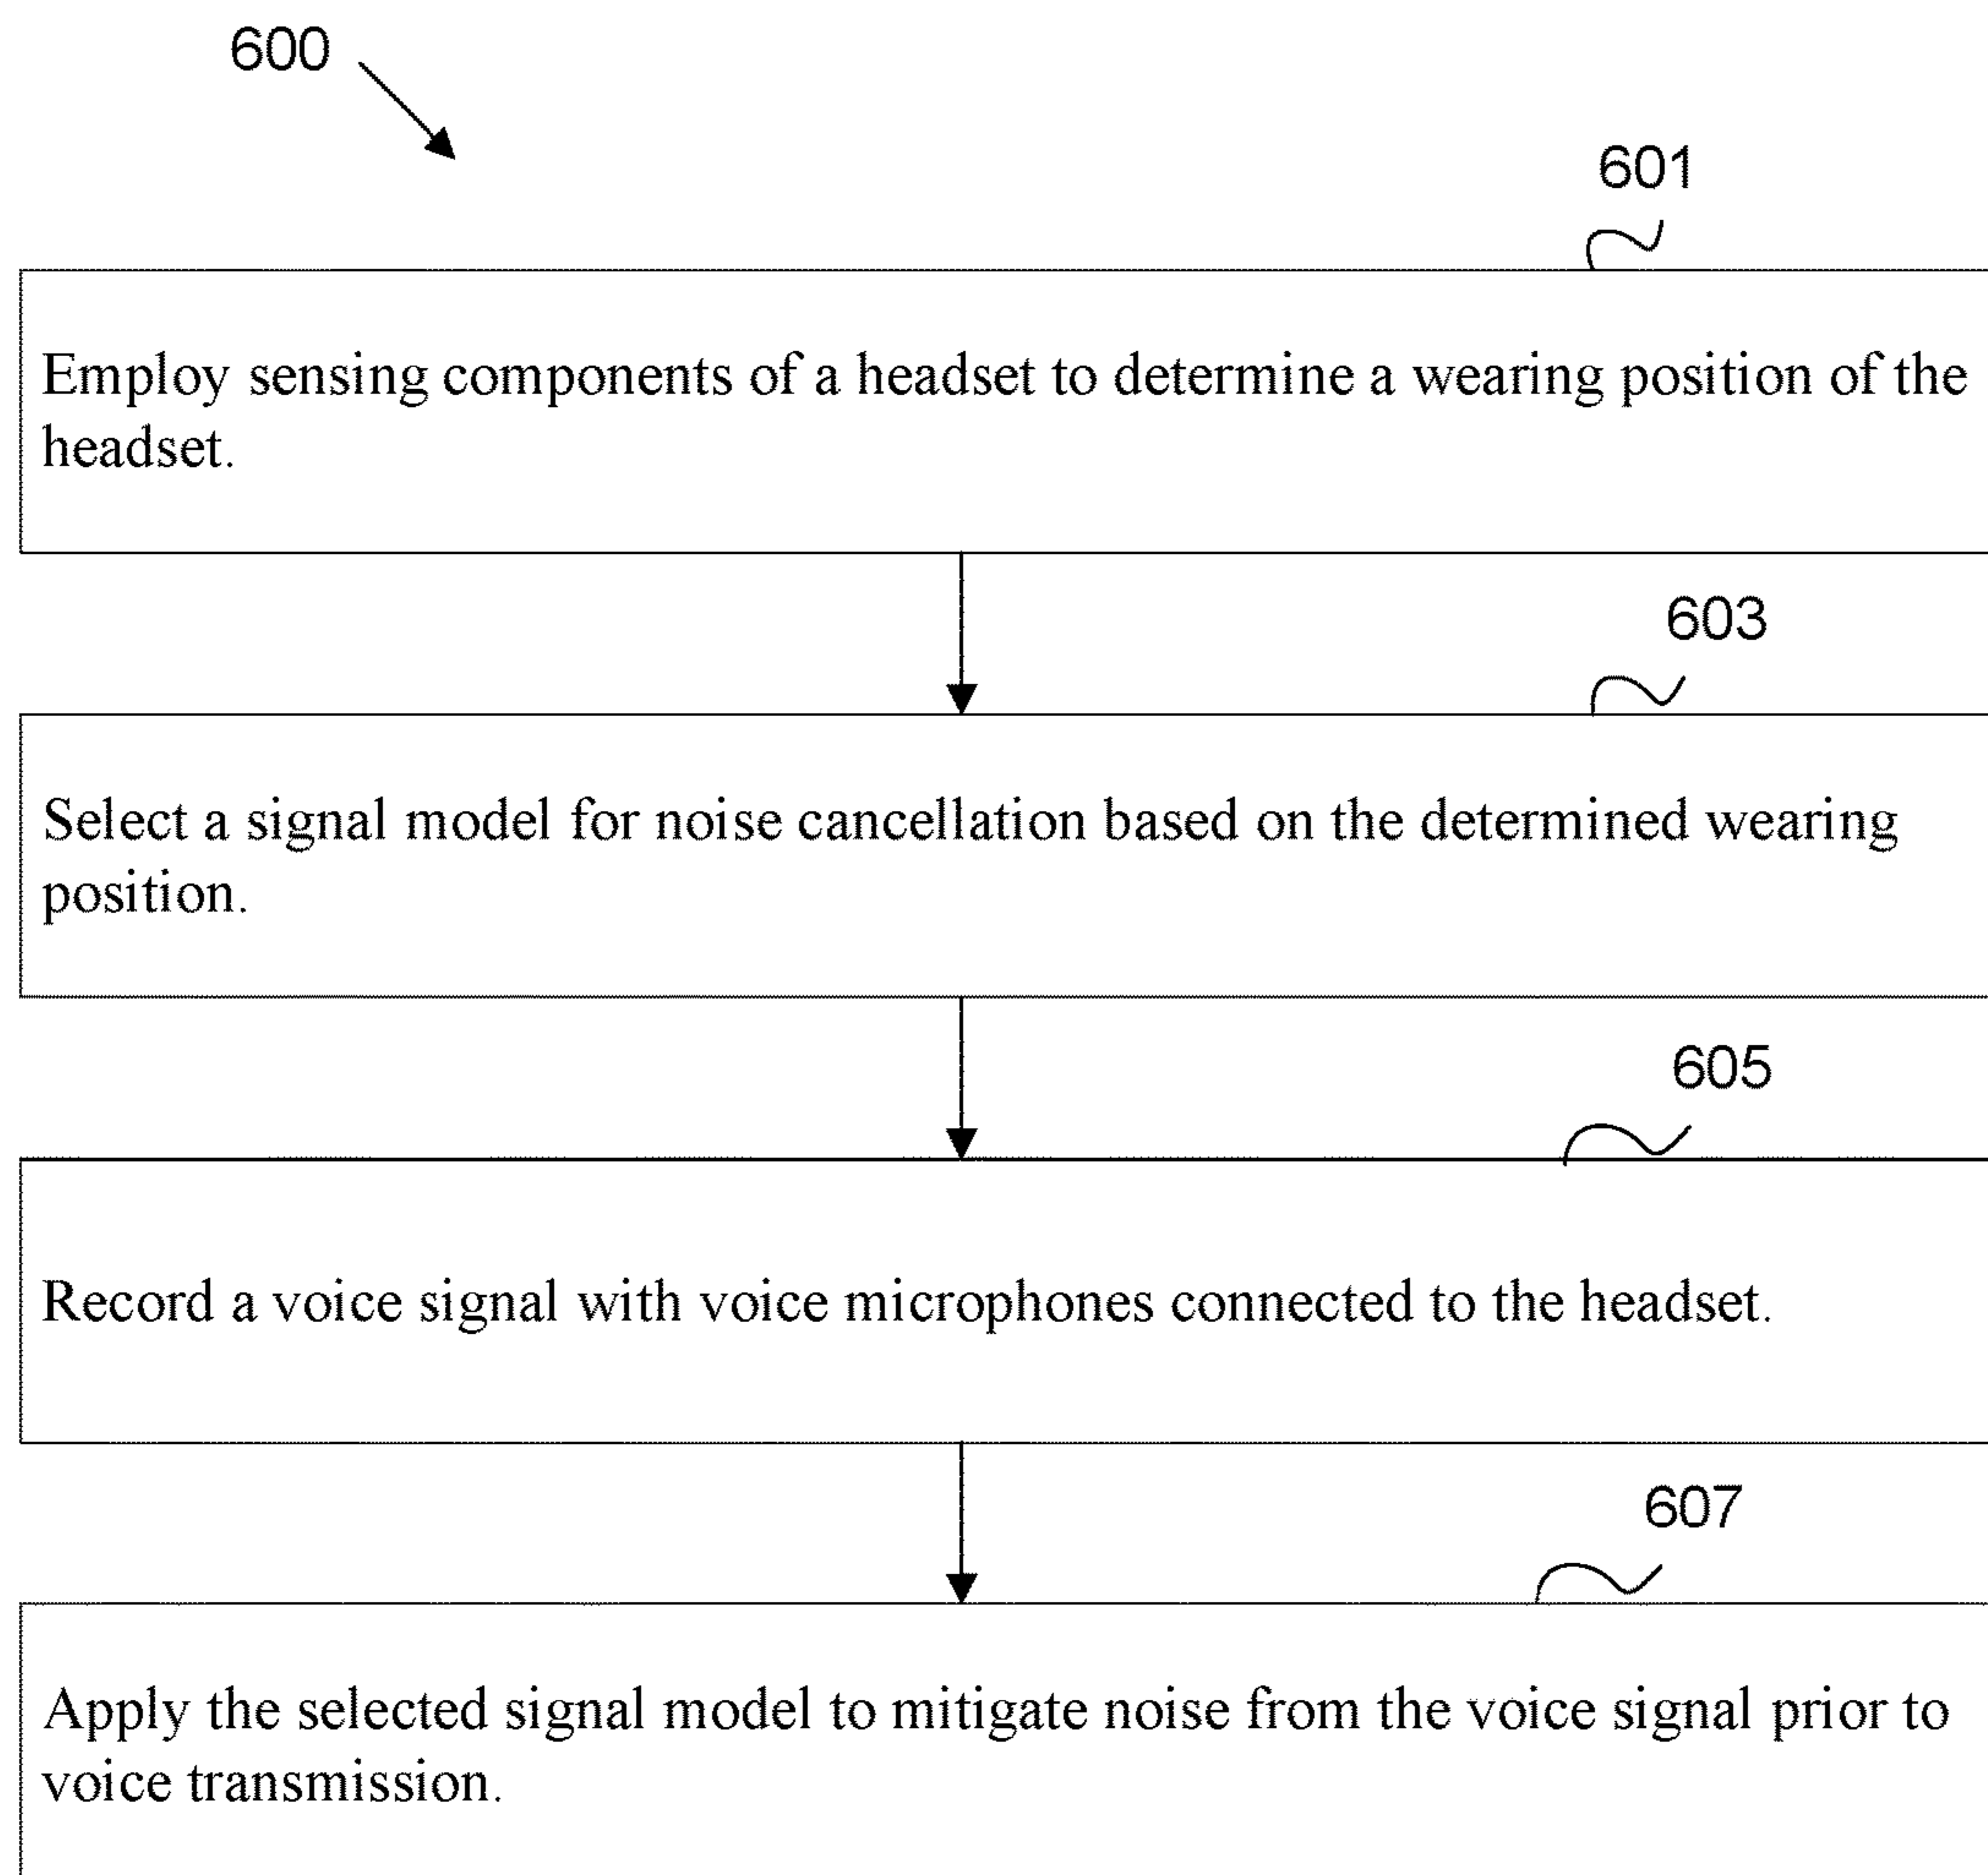 600
601
Employ sensing components of a headset to determine a wearing position of the
headset.
603
Select a signal model for noise cancellation based on the determined wearing
position.
605
Record a voice signal with voice microphones connected to the headset.
607
Apply the selected signal model to mitigate noise from the voice signal prior to
voice transmission.